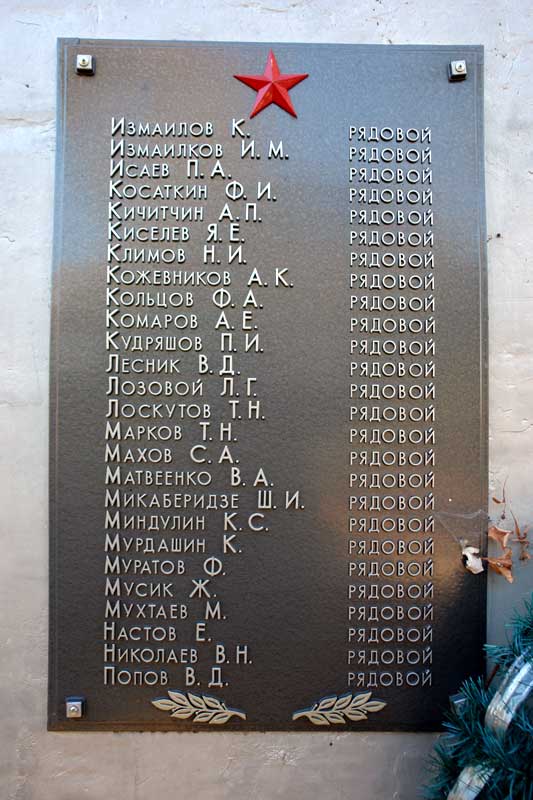 Измаилов К. рядовой
Измаилков И. М. рядовой
Исаев П. А. рядовой
Косаткин Ф. И. рядовой
Кичитчин А. П. рядовой
Киселев Я. Е. рядовой
Климов Н. И. рядовой
Кожевников А. К. рядовой
Кольцов Ф. А. рядовой
Комаров А. Е. рядовой
Кудряшов П. И. рядовой
Лесник В. Д. рядовой
Лозовой Л. Г. рядовой
Лоскутов Т. Н. рядовой
Марков Т. Н. рядовой
Махов С. А. рядовой
Матвеенко В. А. рядовой
Микаберидзе Ш. И. рядовой
Миндулин К. С. рядовой
Мурдашин К. рядовой
Муратов Ф. рядовой
Мусик Ж. рядовой
Мухтаев М. рядовой
Настов Е. рядовой
Николаев В. Н. рядовой
Попов В. Д. рядовой